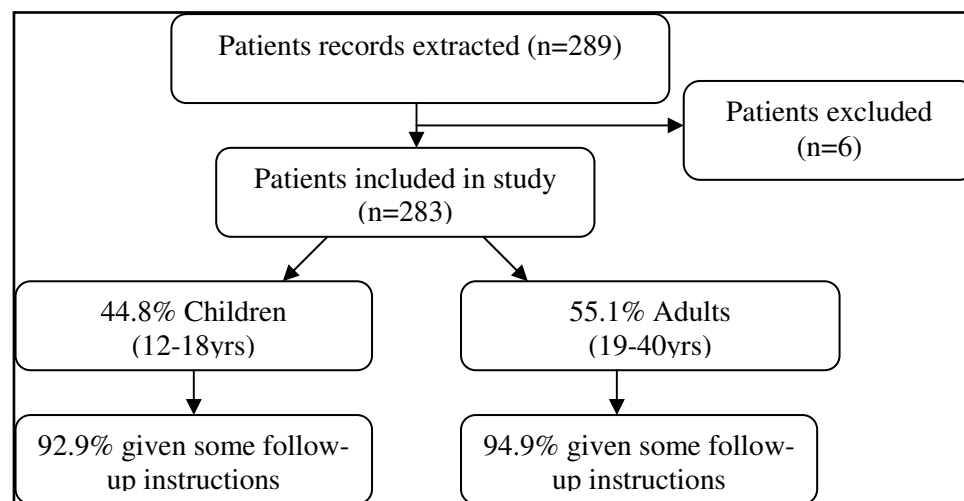 Patients records extracted (n=289)
Patients excluded
(n=6)
Patients included in study
(n=283)
44.8% Children
(12-18yrs)
55.1% Adults
(19-40yrs)
92.9% given some follow-
up instructions
94.9% given some follow-
up instructions